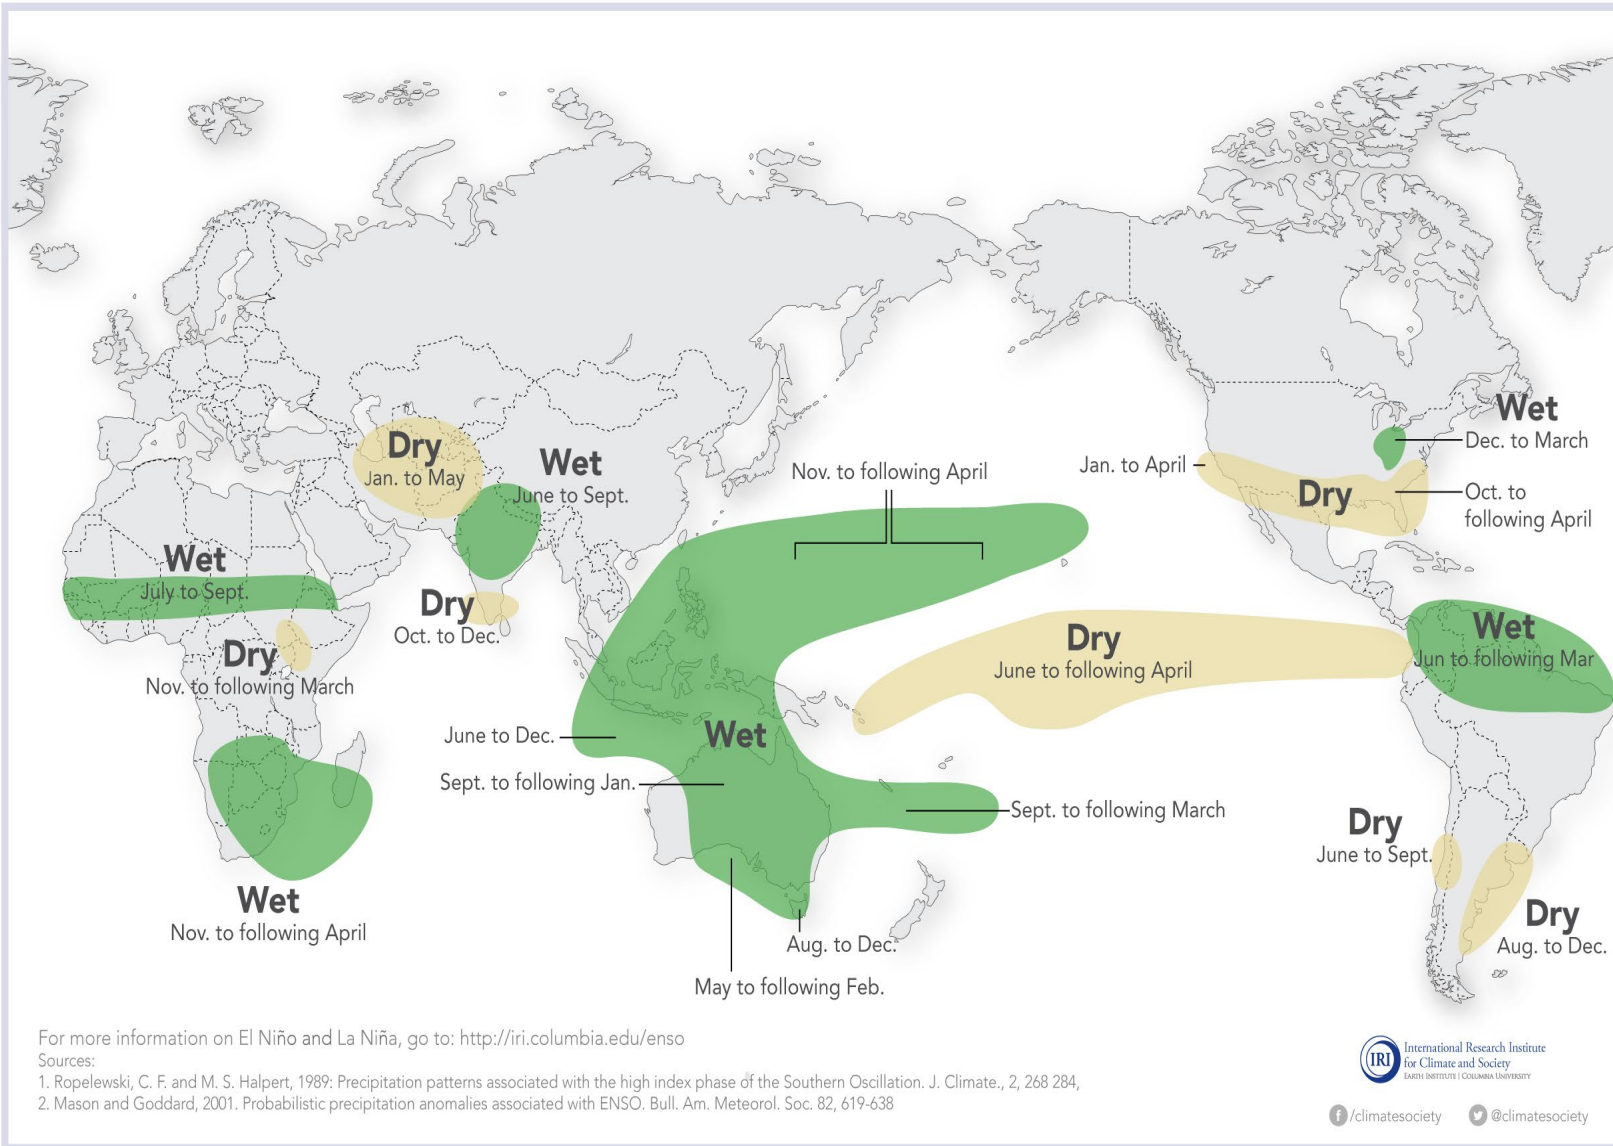 Wet
Dec. to March
Dry
Jan. to May
Wet
June to Sept.
Nov. to following April
Jan. to April
Dry
Oct. to
following April
Wet
July to Sept.
Dry
Oct. to Dec.
Dry
Nov. to following March
Dry
June to following April
Wet
Jun to following Mar
June to Dec.
Wet
Sept. to following Jan.
Sept. to following March
Dry
June to Sept.
Wet
Nov. to following April
Aug. to Dec.
May to following Feb.
Dry
Aug. to Dec.
For more information on El Niño and La Niña, go to: http://iri.columbia.edu/enso
Sources:
1. Ropelewski, C. F. and M. S. Halpert, 1989: Precipitation patterns associated with the high index phase of the Southern Oscillation. J. Climate., 2, 268 284,
2. Mason and Goddard, 2001. Probabilistic precipitation anomalies associated with ENSO. Bull. Am. Meteorol. Soc. 82, 619-638
IRI
International Research Institute
for Climate and Society
EARTH INSTITUTE | COLUMBIA UNIVERSITY
/climatesociety
@climatesociety